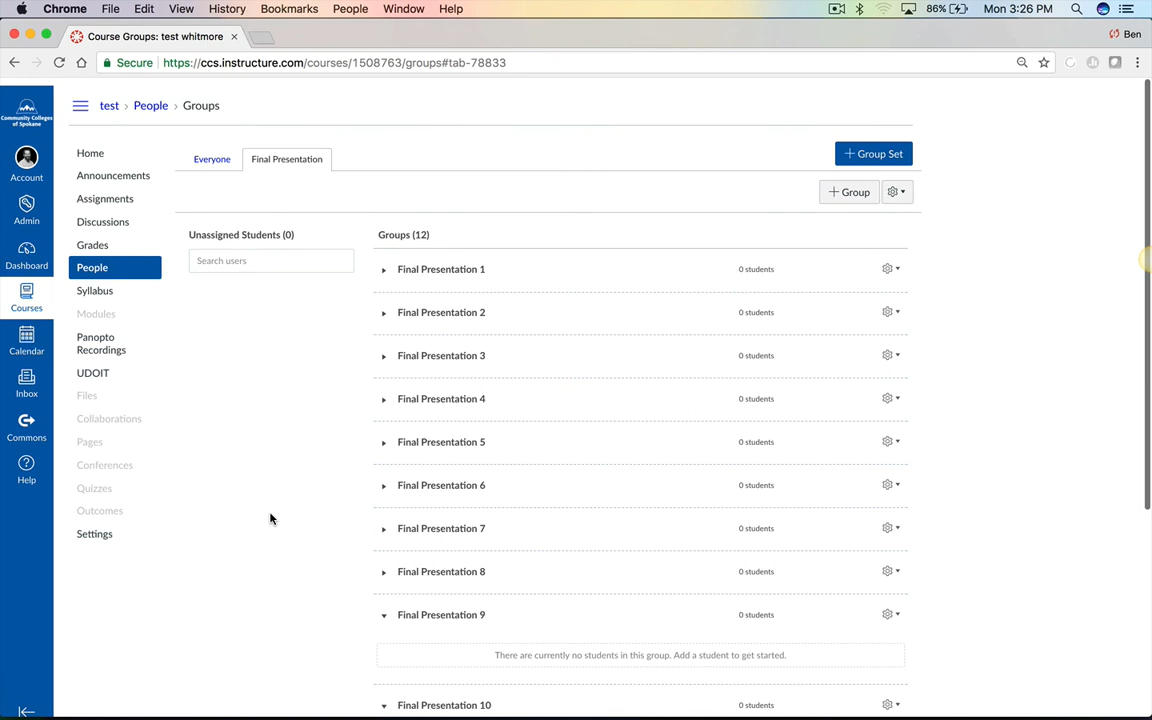 Chrome File Edit View History Bookmarks People Window Help 86% Mon 3:26 PM
Course Groups: test whitmore Ben
Secure https://ccs.instructure.com/courses/1508763/groups#tab-78833
Community Colleges
of Spokane
Account
Admin
Dashboard
Courses
Calendar
Inbox
Commons
Help
test › People › Groups
Home
Announcements
Assignments
Discussions
Grades
People
Syllabus
Modules
Panopto
Recordings
UDOIT
Files
Collaborations
Pages
Conferences
Quizzes
Outcomes
Settings
Everyone Final Presentation + Group Set
+ Group
Unassigned Students (0)
Search users
Groups (12)
Final Presentation 1 0 students
Final Presentation 2 0 students
Final Presentation 3 0 students
Final Presentation 4 0 students
Final Presentation 5 0 students
Final Presentation 6 0 students
Final Presentation 7 0 students
Final Presentation 8 0 students
Final Presentation 9 0 students
There are currently no students in this group. Add a student to get started.
Final Presentation 10 0 students